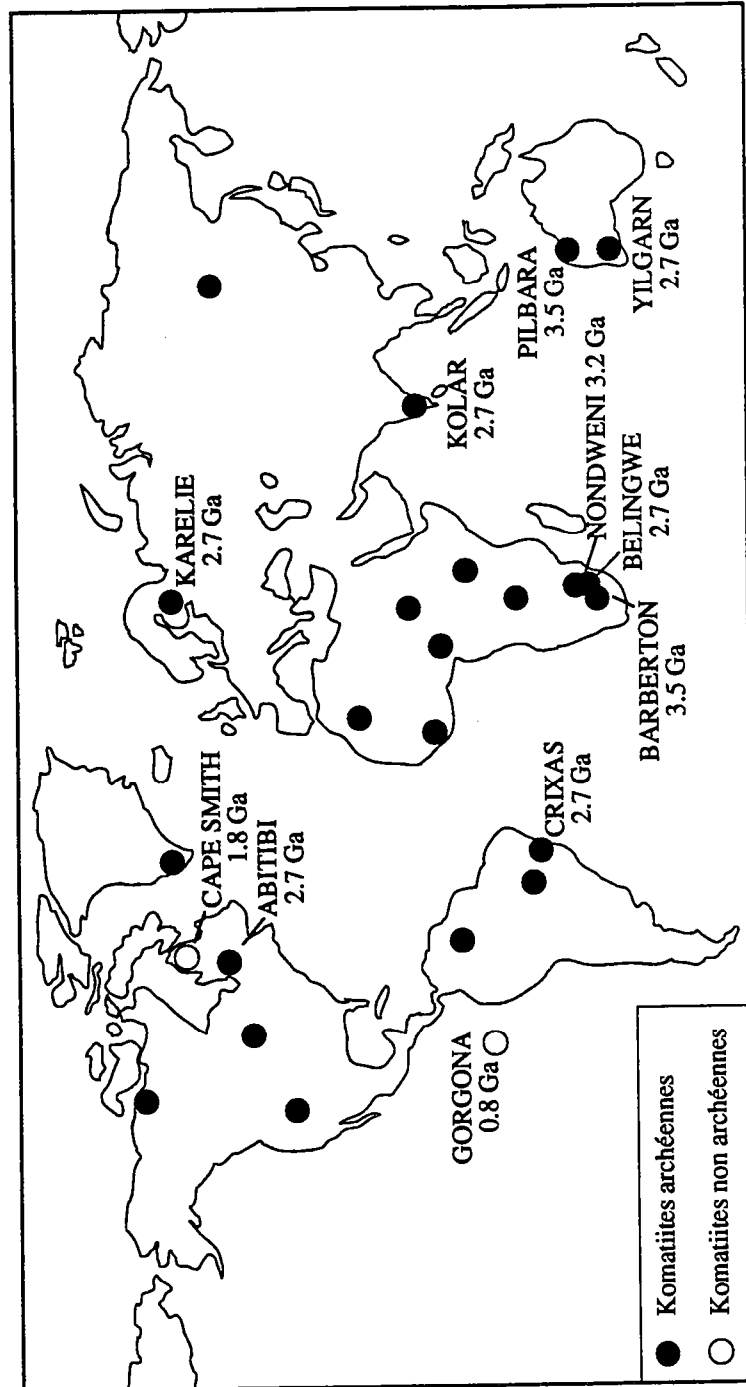 CAPE SMITH
1.8 Ga
ABITIBI
2.7 Ga
KARELIE
2.7 Ga
GORGONA
0.8 Ga
CRIXAS
2.7 Ga
KOLAR
2.7 Ga
PILBARA
3.5 Ga
YILGARN
2.7 Ga
NONDWENI 3.2 Ga
BELINGWE
2.7 Ga
BARBERTON
3.5 Ga
Komatiites archéennes
Komatiites non archéennes